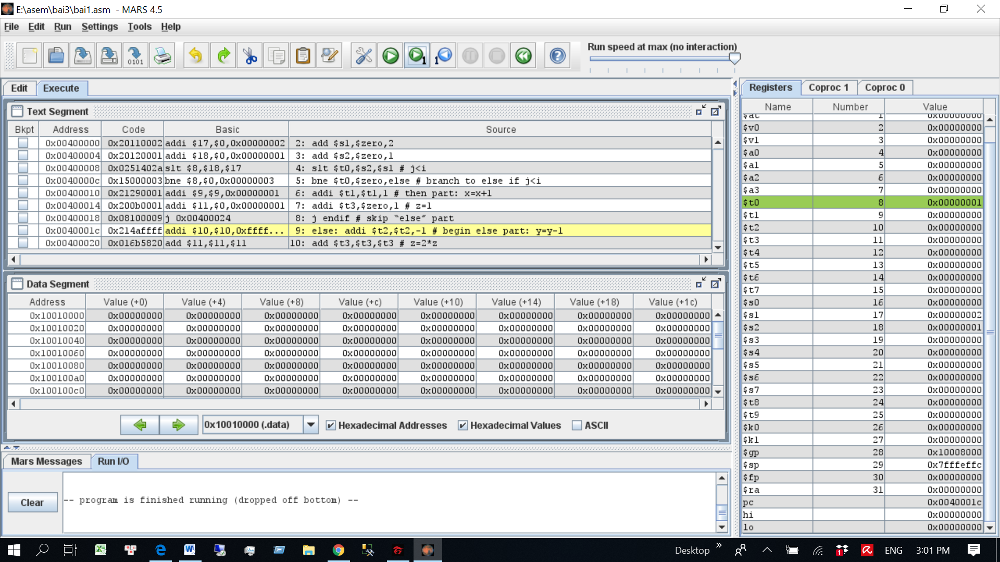 E:\asem\bai3\bai1.asm - MARS 4.5
File Edit Run Settings Tools Help
Run speed at max (no interaction)
Edit Execute
Text Segment
Bkpt Address Code Basic Source
0x00400000 0x20110002 addi $17,$0,0x00000002 2: add $s1,$zero,2
0x00400004 0x20120001 addi $18,$0,0x00000001 3: add $s2,$zero,1
0x00400008 0x0251402a slt $8,$18,$17 4: slt $t0,$s2,$s1 # j<i
0x0040000c 0x15000003 bne $8,$0,0x00000003 5: bne $t0,$zero,else # branch to else if j<i
0x00400010 0x21290001 addi $9,$9,0x00000001 6: addi $t1,$t1,1 # then part: x=x+1
0x00400014 0x200b0001 addi $11,$0,0x00000001 7: addi $t3,$zero,1 # z=1
0x00400018 0x08100009 j 0x00400024 8: j endif # skip “else” part
0x0040001c 0x214affff addi $10,$10,0xffff... 9: else: addi $t2,$t2,-1 # begin else part: y=y-1
0x00400020 0x016b5820 add $11,$11,$11 10: add $t3,$t3,$t3 # z=2*z
Data Segment
Address Value (+0) Value (+4) Value (+8) Value (+c) Value (+10) Value (+14) Value (+18) Value (+1c)
0x10010000 0x00000000 0x00000000 0x00000000 0x00000000 0x00000000 0x00000000 0x00000000 0x00000000
0x10010020 0x00000000 0x00000000 0x00000000 0x00000000 0x00000000 0x00000000 0x00000000 0x00000000
0x10010040 0x00000000 0x00000000 0x00000000 0x00000000 0x00000000 0x00000000 0x00000000 0x00000000
0x10010060 0x00000000 0x00000000 0x00000000 0x00000000 0x00000000 0x00000000 0x00000000 0x00000000
0x10010080 0x00000000 0x00000000 0x00000000 0x00000000 0x00000000 0x00000000 0x00000000 0x00000000
0x100100a0 0x00000000 0x00000000 0x00000000 0x00000000 0x00000000 0x00000000 0x00000000 0x00000000
0x100100c0 0x00000000 0x00000000 0x00000000 0x00000000 0x00000000 0x00000000 0x00000000 0x00000000
0x10010000 (.data) Hexadecimal Addresses Hexadecimal Values ASCII
Mars Messages Run I/O
Clear
-- program is finished running (dropped off bottom) --
Registers Coproc 1 Coproc 0
Name Number Value
$at 1 0x00000000
$v0 2 0x00000000
$v1 3 0x00000000
$a0 4 0x00000000
$a1 5 0x00000000
$a2 6 0x00000000
$a3 7 0x00000000
$t0 8 0x00000001
$t1 9 0x00000000
$t2 10 0x00000000
$t3 11 0x00000000
$t4 12 0x00000000
$t5 13 0x00000000
$t6 14 0x00000000
$t7 15 0x00000000
$s0 16 0x00000000
$s1 17 0x00000002
$s2 18 0x00000001
$s3 19 0x00000000
$s4 20 0x00000000
$s5 21 0x00000000
$s6 22 0x00000000
$s7 23 0x00000000
$t8 24 0x00000000
$t9 25 0x00000000
$k0 26 0x00000000
$k1 27 0x00000000
$gp 28 0x10008000
$sp 29 0x7fffeffc
$fp 30 0x00000000
$ra 31 0x00000000
pc 0x0040001c
hi 0x00000000
lo 0x00000000
Desktop ENG 3:01 PM